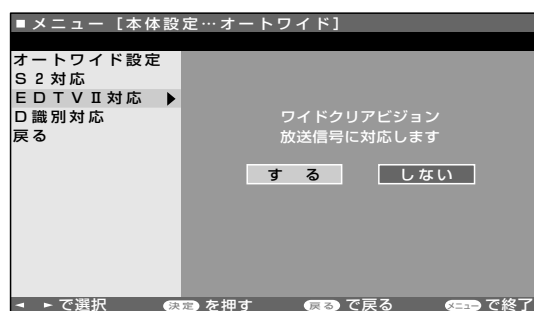 ■メニュー [本体設定…オートワイド]
オートワイド設定
S2対応
EDTVⅡ対応 ▶
D識別対応
戻る
ワイドクリアビジョン
放送信号に対応します
する しない
◄ ►で選択 決定を押す 戻るで戻る メニューで終了